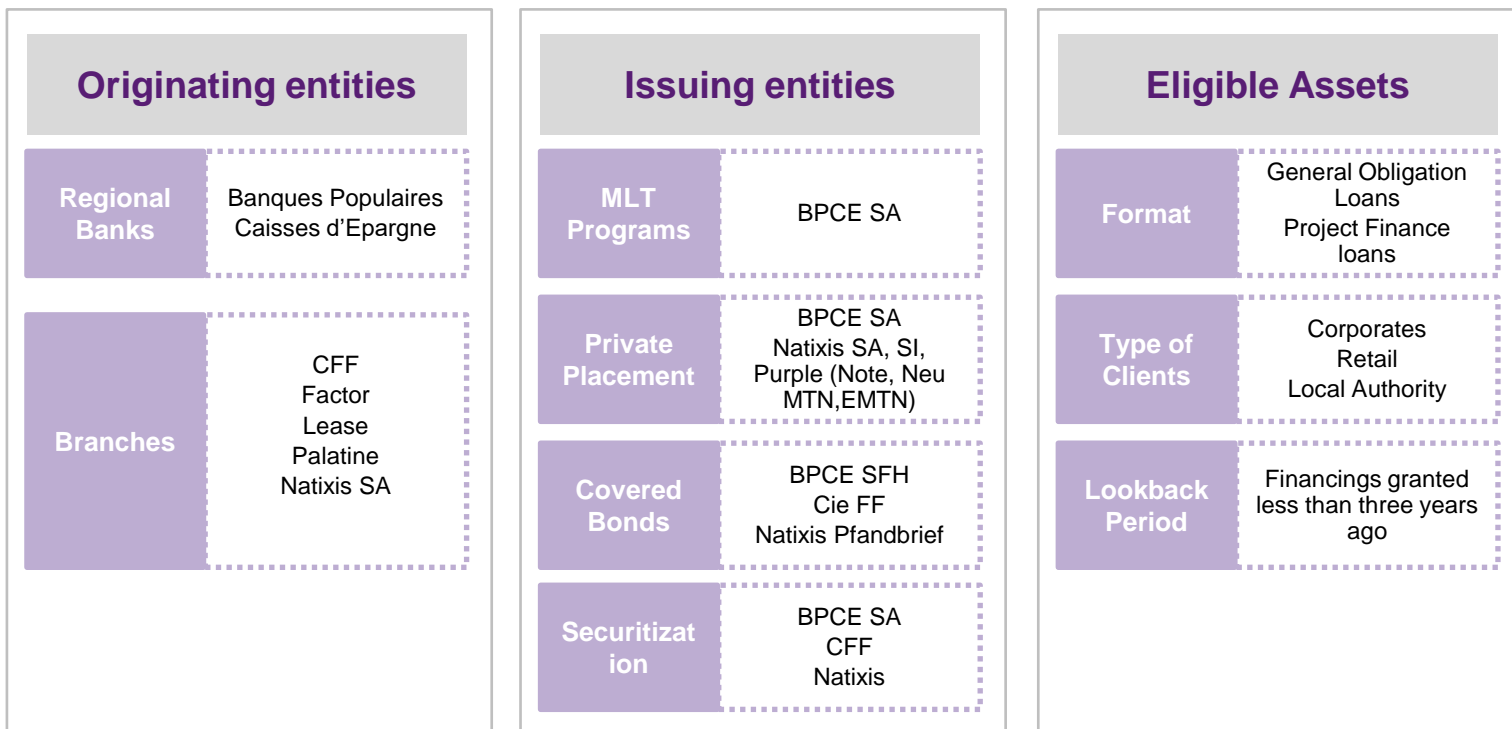 Originating entities
Regional
Banks
Banques Populaires
Caisses d’Epargne
Branches
CFF
Factor
Lease
Palatine
Natixis SA
Issuing entities
MLT
Programs
BPCE SA
Private
Placement
BPCE SA
Natixis SA, SI,
Purple (Note, Neu
MTN,EMTN)
Covered
Bonds
BPCE SFH
Cie FF
Natixis Pfandbrief
Securitizat
ion
BPCE SA
CFF
Natixis
Eligible Assets
Format
General Obligation
Loans
Project Finance
loans
Type of
Clients
Corporates
Retail
Local Authority
Lookback
Period
Financings granted
less than three years
ago